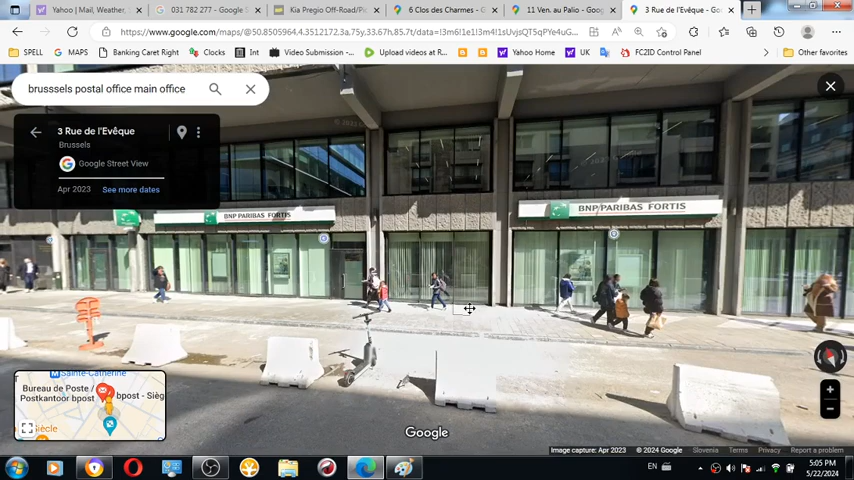 Yahoo | Mail, Weather,
031 782 277 - Google S
Kia Pregio Off-Road/Pic
6 Clos des Charmes - G
11 Ven. au Palio - Goog
3 Rue de l'Evêque - Go
https://www.google.com/maps/@50.8505964,4.3512172,3a,75y,33.67h,85.7t/data=!3m6!1e1!3m4!1sUvjsQT5qPYe4uG...
SPELL
MAPS
Banking Caret Right
Clocks
Int
Video Submission -...
Upload videos at R...
Yahoo Home
UK
FC2ID Control Panel
Other favorites
brusssels postal office main office
3 Rue de l'Evêque
Brussels
Google Street View
Apr 2023
See more dates
BNP PARIBAS FORTIS
BNP PARIBAS FORTIS
Sainte-Catherine
Bureau de Poste /
Postkantoor bpost
bpost - Sièg
Siècle
Google
Image capture: Apr 2023
© 2024 Google
Slovenia
Terms
Privacy
Report a problem
EN
5:05 PM
5/22/2024